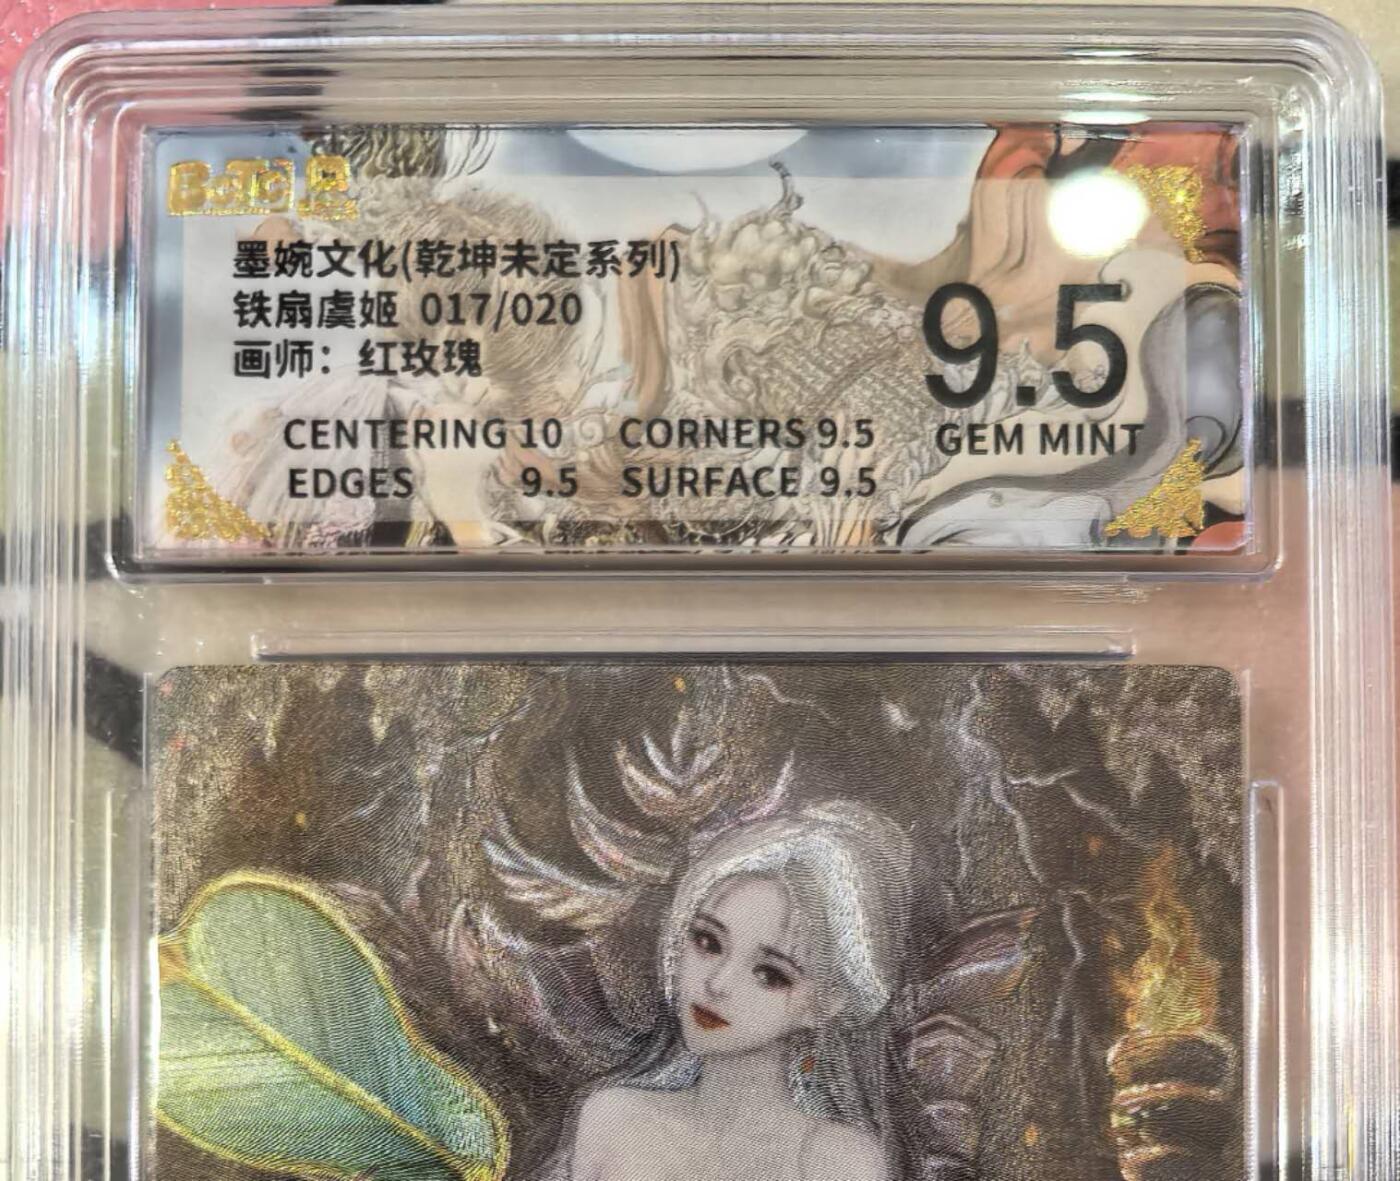 BoTC
墨婉文化(乾坤未定系列)
铁扇虞姬 017/020
画师：红玫瑰
9.5
GEM MINT
CENTERING 10 CORNERS 9.5
EDGES 9.5 SURFACE 9.5